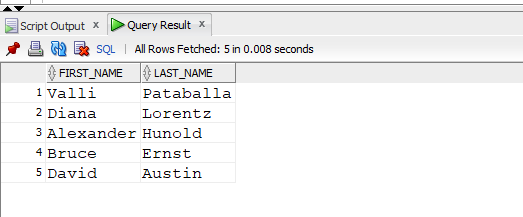 Script Output x Query Result x
SQL | All Rows Fetched: 5 in 0.008 seconds
FIRST_NAME LAST_NAME
1 Valli Pataballa
2 Diana Lorentz
3 Alexander Hunold
4 Bruce Ernst
5 David Austin